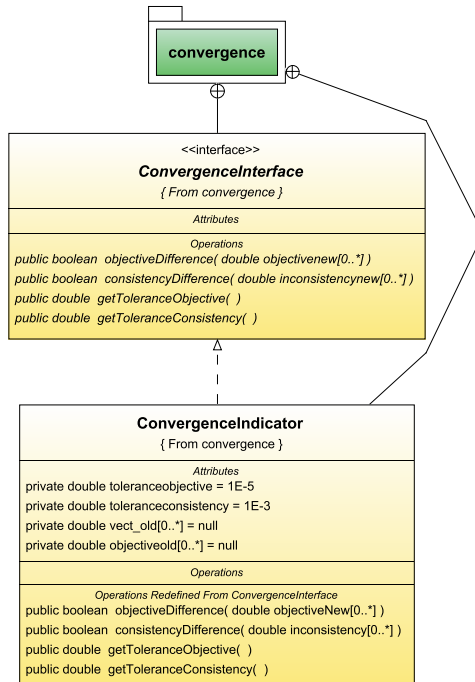 convergence
<<interface>>
ConvergenceInterface
{ From convergence }
Attributes
Operations
public boolean objectiveDifference( double objectivenew[0..*] )
public boolean consistencyDifference( double inconsistencynew[0..*] )
public double getToleranceObjective( )
public double getToleranceConsistency( )
ConvergenceIndicator
{ From convergence }
Attributes
private double toleranceobjective = 1E-5
private double toleranceconsistency = 1E-3
private double vect_old[0..*] = null
private double objectiveold[0..*] = null
Operations
Operations Redefined From ConvergenceInterface
public boolean objectiveDifference( double objectiveNew[0..*] )
public boolean consistencyDifference( double inconsistency[0..*] )
public double getToleranceObjective( )
public double getToleranceConsistency( )